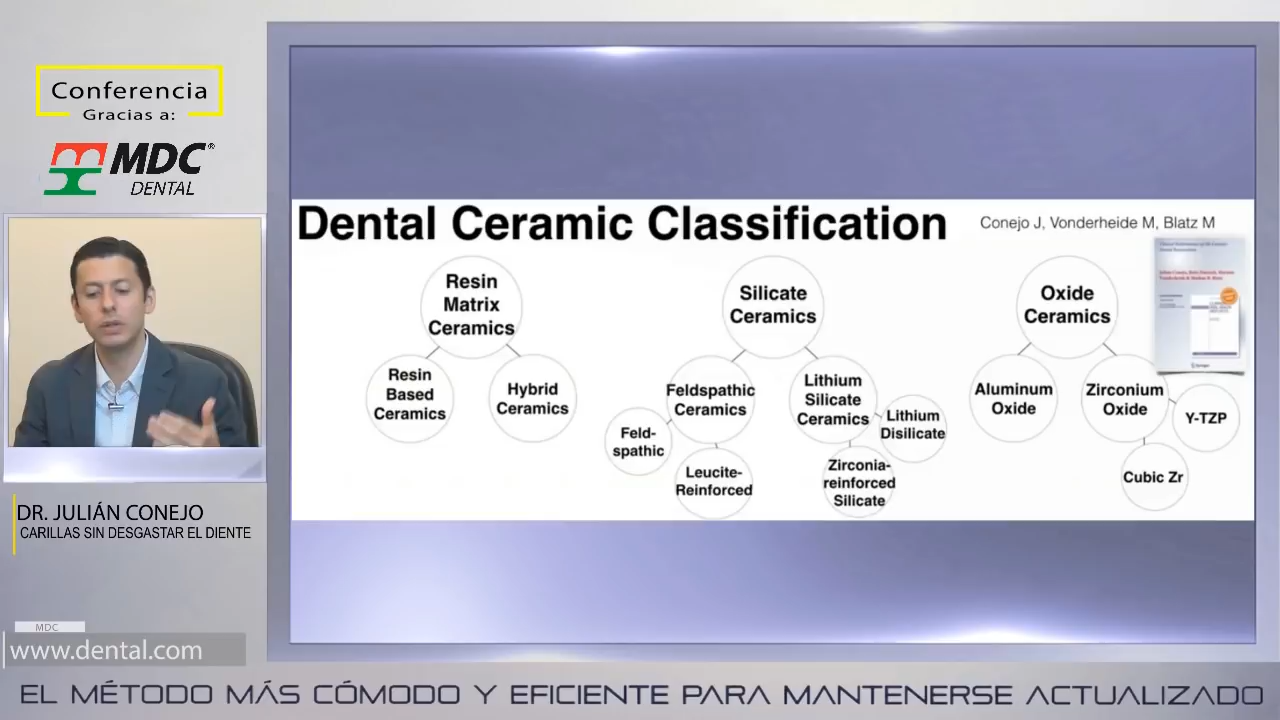 Conferencia
Gracias a:
MDC®
DENTAL
DR. JULIÁN CONEJO
CARILLAS SIN DESGASTAR EL DIENTE
MDC
www.dental.com
Dental Ceramic Classification
Conejo J, Vonderheide M, Blatz M
Resin
Matrix
Ceramics
Resin
Based
Ceramics
Hybrid
Ceramics
Silicate
Ceramics
Feldspathic
Ceramics
Feld-
spathic
Leucite-
Reinforced
Lithium
Silicate
Ceramics
Lithium
Disilicate
Zirconia-
reinforced
Silicate
Oxide
Ceramics
Aluminum
Oxide
Zirconium
Oxide
Y-TZP
Cubic Zr
Springer
EL MÉTODO MÁS CÓMODO Y EFICIENTE PARA MANTENERSE ACTUALIZADO